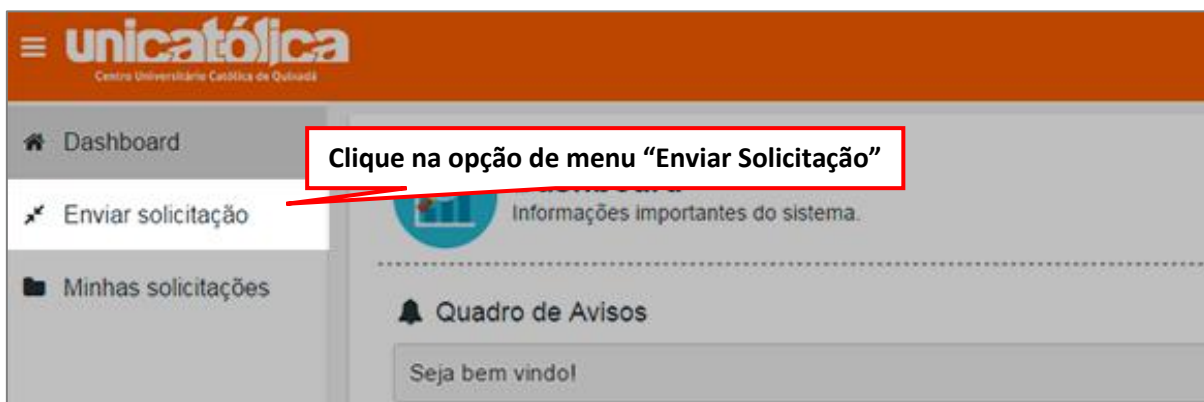 unicatólica
Centro Universitário Católica de Quixadá
Dashboard
Clique na opção de menu “Enviar Solicitação”
Enviar solicitação
Informações importantes do sistema.
Minhas solicitações
Quadro de Avisos
Seja bem vindo!